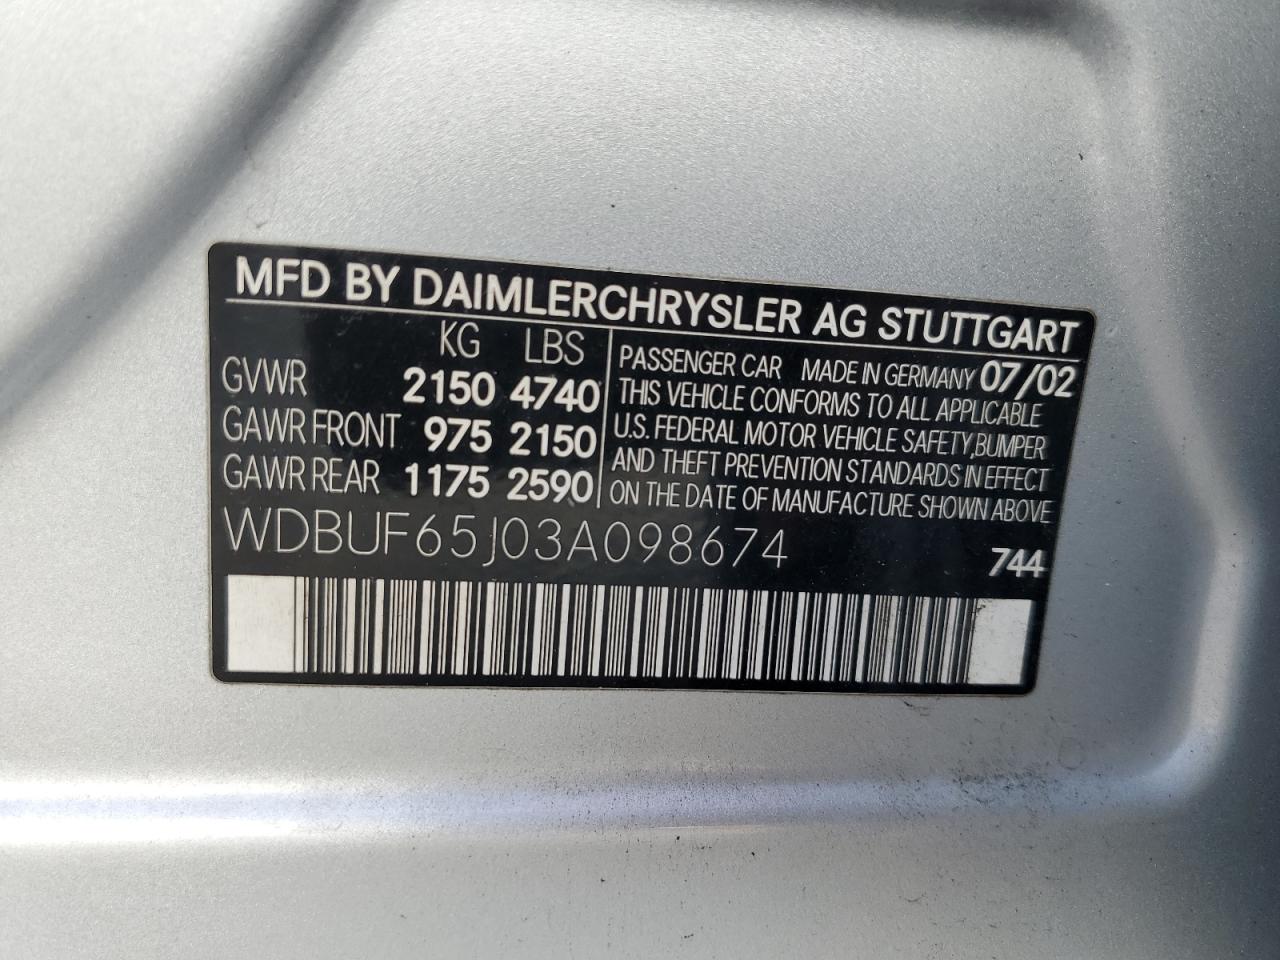 MFD BY DAIMLERCHRYSLER AG STUTTGART
KG LBS
GVWR 2150 4740
GAWR FRONT 975 2150
GAWR REAR 1175 2590
PASSENGER CAR MADE IN GERMANY 07/02
THIS VEHICLE CONFORMS TO ALL APPLICABLE
U.S. FEDERAL MOTOR VEHICLE SAFETY, BUMPER
AND THEFT PREVENTION STANDARDS IN EFFECT
ON THE DATE OF MANUFACTURE SHOWN ABOVE
WDBUF65J03A098674
744